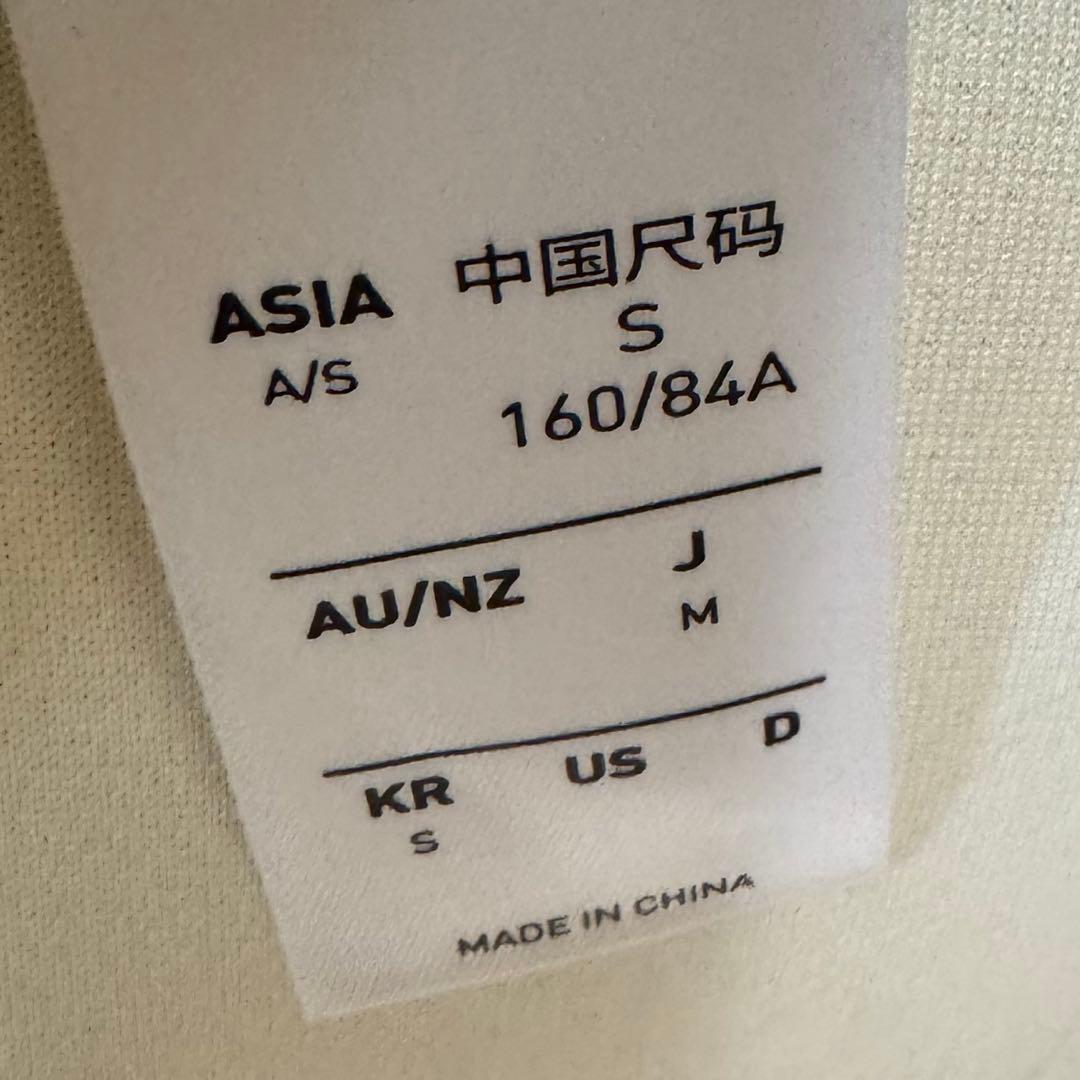 ASIA 中国尺码
A/S S
160/84A
AU/NZ J
M
KR US D
S
MADE IN CHINA